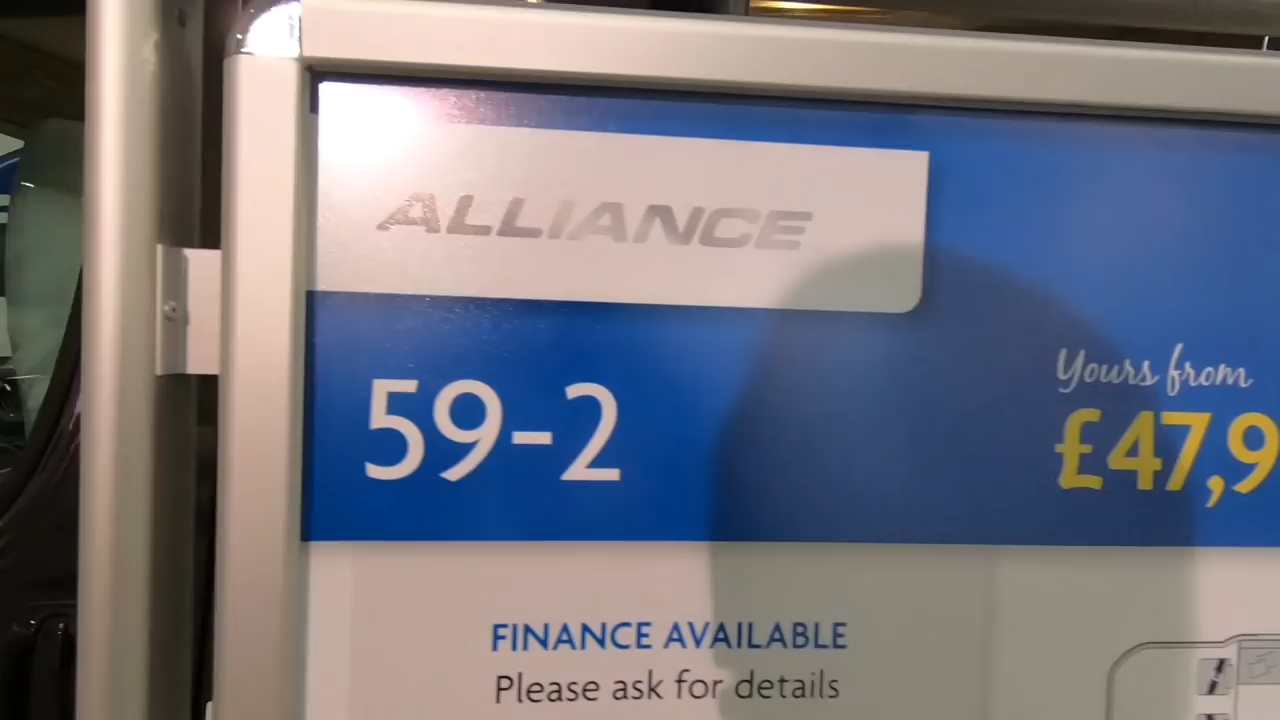 ALLIANCE
59-2
Yours from
£47,9
FINANCE AVAILABLE
Please ask for details